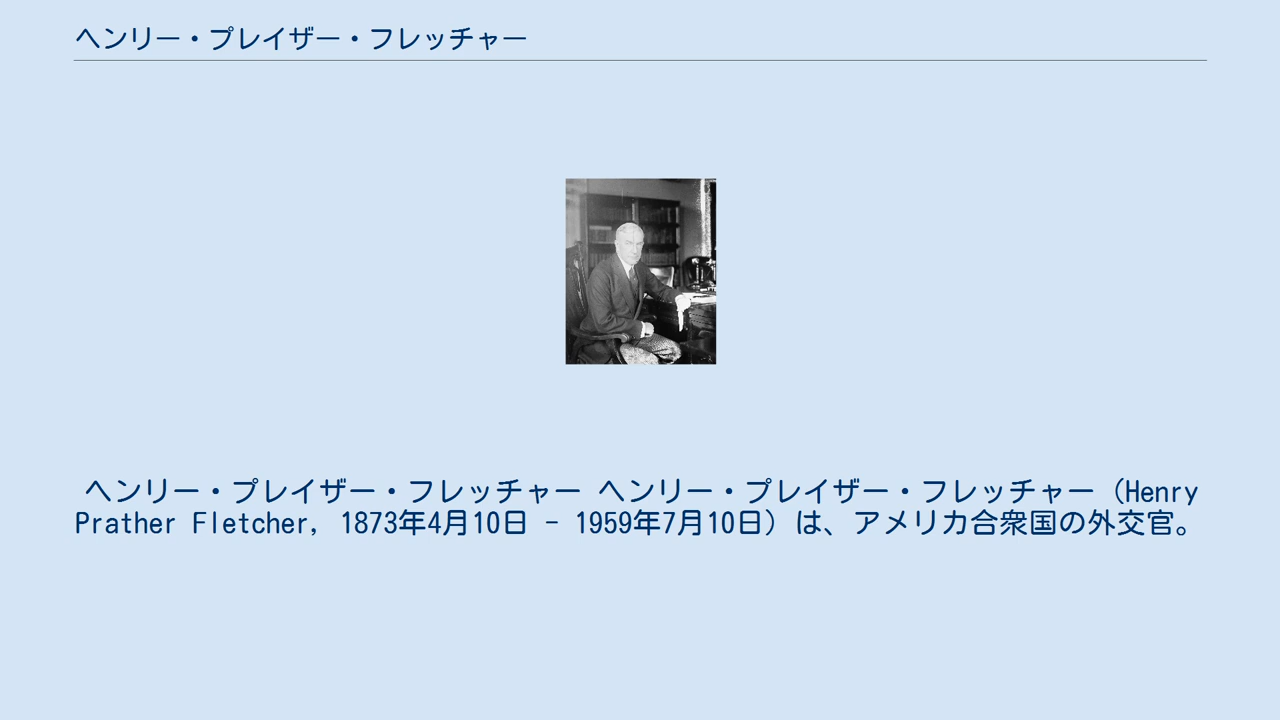 ヘンリー・プレイザー・フレッチャー
ヘンリー・プレイザー・フレッチャー ヘンリー・プレイザー・フレッチャー（Henry
Prather Fletcher, 1873年4月10日 - 1959年7月10日）は、アメリカ合衆国の外交官。